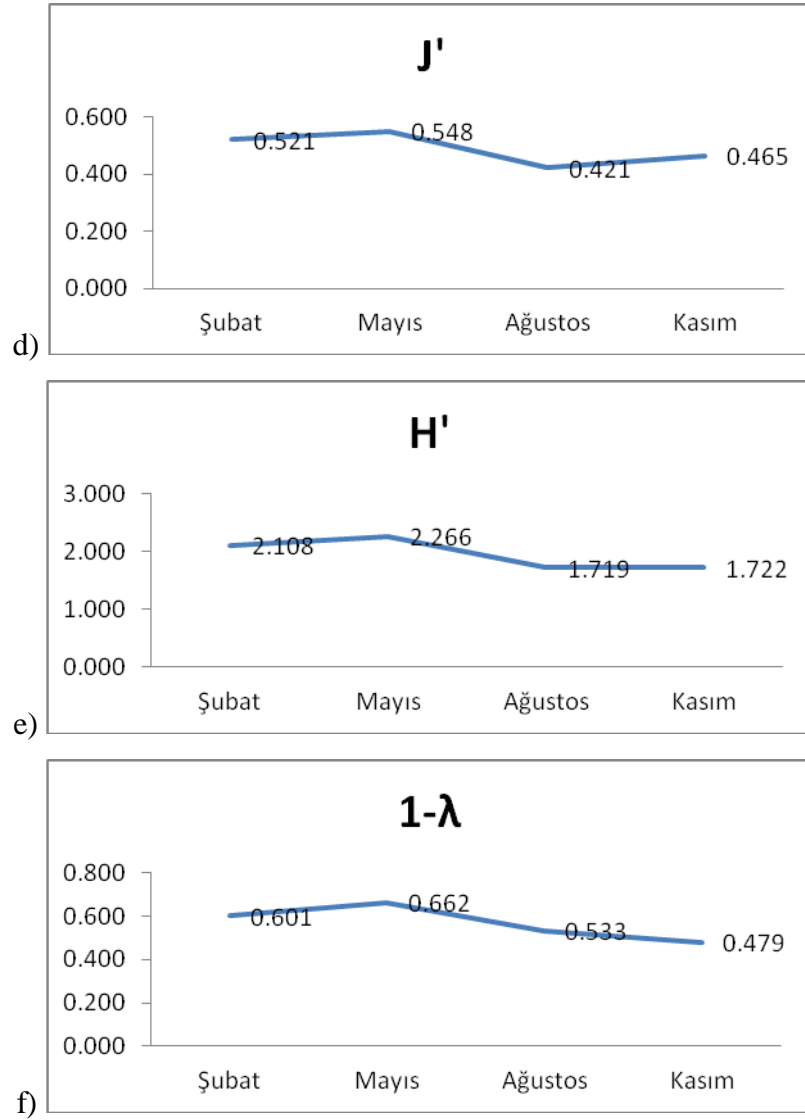 J'
0.600
0.521 0.548 0.421 0.465
0.400
0.200
0.000
Şubat Mayıs Ağustos Kasım
d)
H'
3.000
2.108 2.266 1.719 1.722
2.000
1.000
0.000
Şubat Mayıs Ağustos Kasım
e)
1-λ
0.800
0.601 0.662 0.533 0.479
0.600
0.400
0.200
0.000
Şubat Mayıs Ağustos Kasım
f)